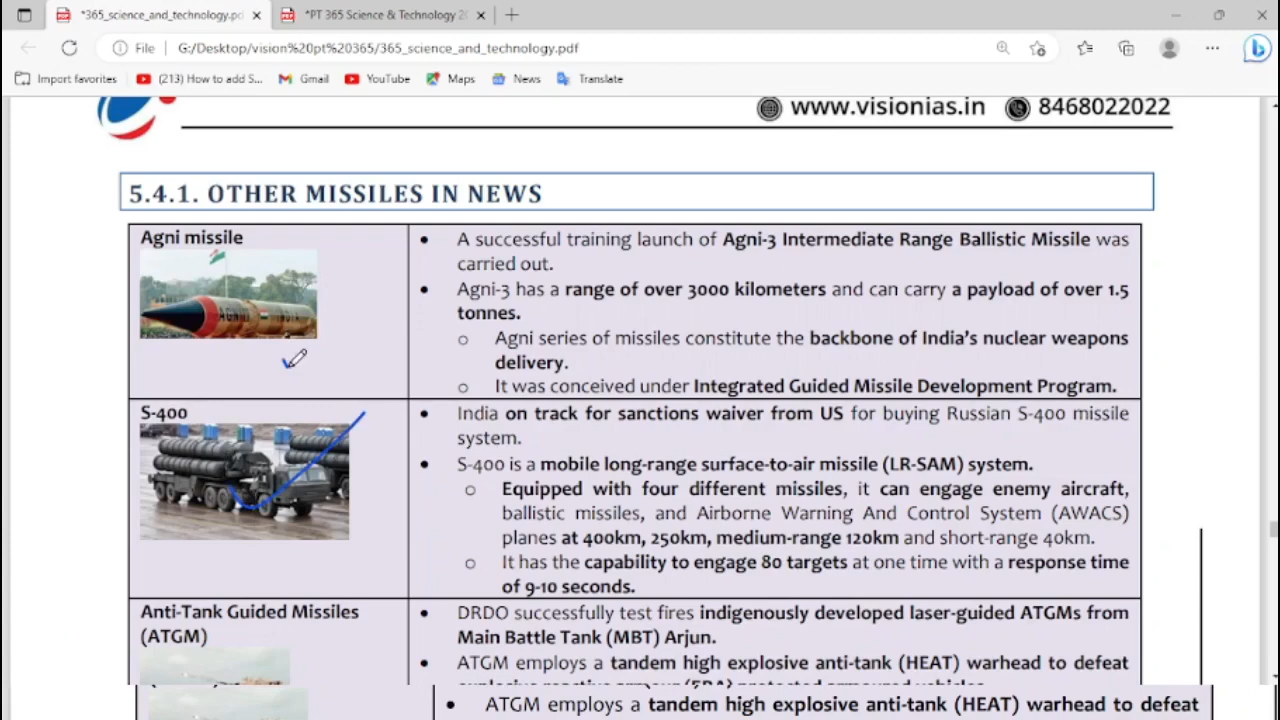 *365_science_and_technology.pd
*PT 365 Science & Technology 20
File
G:/Desktop/vision%20pt%20365/365_science_and_technology.pdf
Import favorites
(213) How to add S...
Gmail
YouTube
Maps
News
Translate
www.visionias.in
8468022022
5.4.1. OTHER MISSILES IN NEWS
Agni missile
AGNI
• A successful training launch of Agni-3 Intermediate Range Ballistic Missile was
carried out.
• Agni-3 has a range of over 3000 kilometers and can carry a payload of over 1.5
tonnes.
o Agni series of missiles constitute the backbone of India's nuclear weapons
delivery.
o It was conceived under Integrated Guided Missile Development Program.
S-400
• India on track for sanctions waiver from US for buying Russian S-400 missile
system.
• S-400 is a mobile long-range surface-to-air missile (LR-SAM) system.
o Equipped with four different missiles, it can engage enemy aircraft,
ballistic missiles, and Airborne Warning And Control System (AWACS)
planes at 400km, 250km, medium-range 120km and short-range 40km.
o It has the capability to engage 80 targets at one time with a response time
of 9-10 seconds.
Anti-Tank Guided Missiles
(ATGM)
• DRDO successfully test fires indigenously developed laser-guided ATGMs from
Main Battle Tank (MBT) Arjun.
• ATGM employs a tandem high explosive anti-tank (HEAT) warhead to defeat
explosive reactive armour (ERA) protected armoured vehicles.
• ATGM employs a tandem high explosive anti-tank (HEAT) warhead to defeat